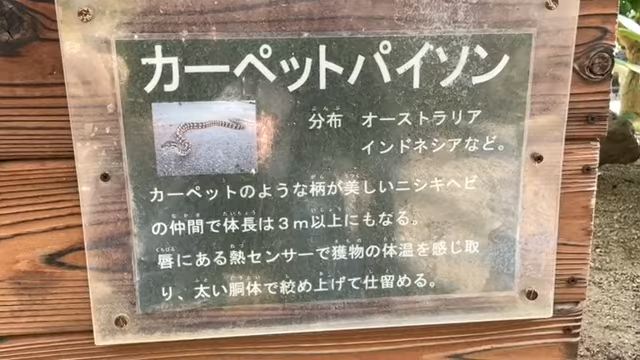 カーペットパイソン
分布 オーストラリア
インドネシアなど。
カーペットのような柄が美しいニシキヘビ
の仲間で体長は３ｍ以上にもなる。
唇にある熱センサーで獲物の体温を感じ取
り、太い胴体で絞め上げて仕留める。